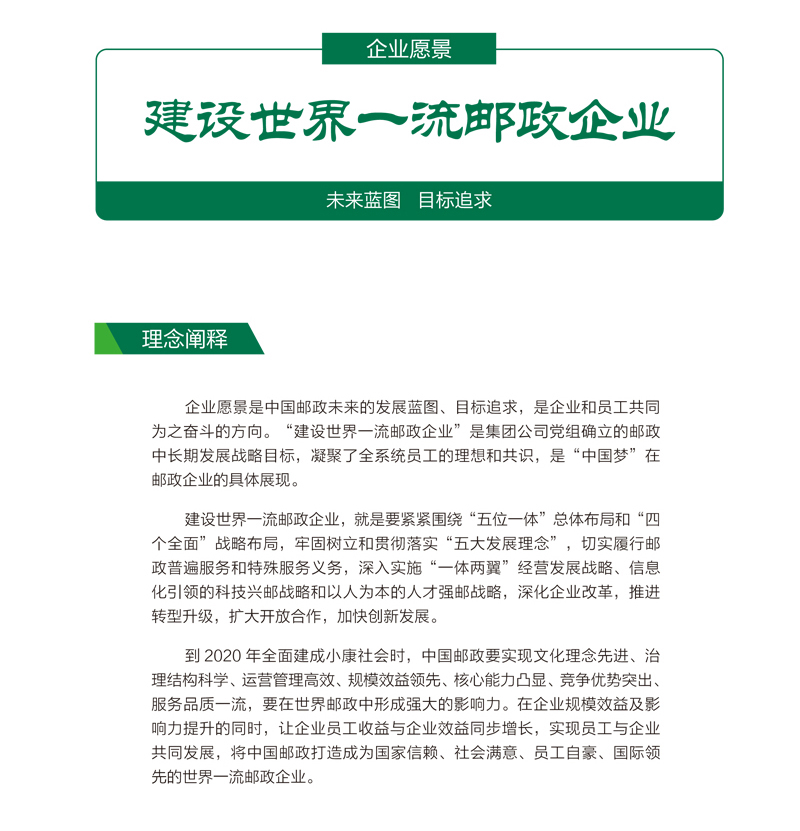 企业愿景
建设世界一流邮政企业
未来蓝图 目标追求
理念阐释
企业愿景是中国邮政未来的发展蓝图、目标追求，是企业和员工共同
为之奋斗的方向。“建设世界一流邮政企业”是集团公司党组确立的邮政
中长期发展战略目标，凝聚了全系统员工的理想和共识，是“中国梦”在
邮政企业的具体展现。
建设世界一流邮政企业，就是要紧紧围绕“五位一体”总体布局和“四
个全面”战略布局，牢固树立和贯彻落实“五大发展理念”，切实履行邮
政普遍服务和特殊服务义务，深入实施“一体两翼”经营发展战略、信息
化引领的科技兴邮战略和以人为本的人才强邮战略，深化企业改革，推进
转型升级，扩大开放合作，加快创新发展。
到 2020 年全面建成小康社会时，中国邮政要实现文化理念先进、治
理结构科学、运营管理高效、规模效益领先、核心能力凸显、竞争优势突出、
服务品质一流，要在世界邮政中形成强大的影响力。在企业规模效益及影
响力提升的同时，让企业员工收益与企业效益同步增长，实现员工与企业
共同发展，将中国邮政打造成为国家信赖、社会满意、员工自豪、国际领
先的世界一流邮政企业。